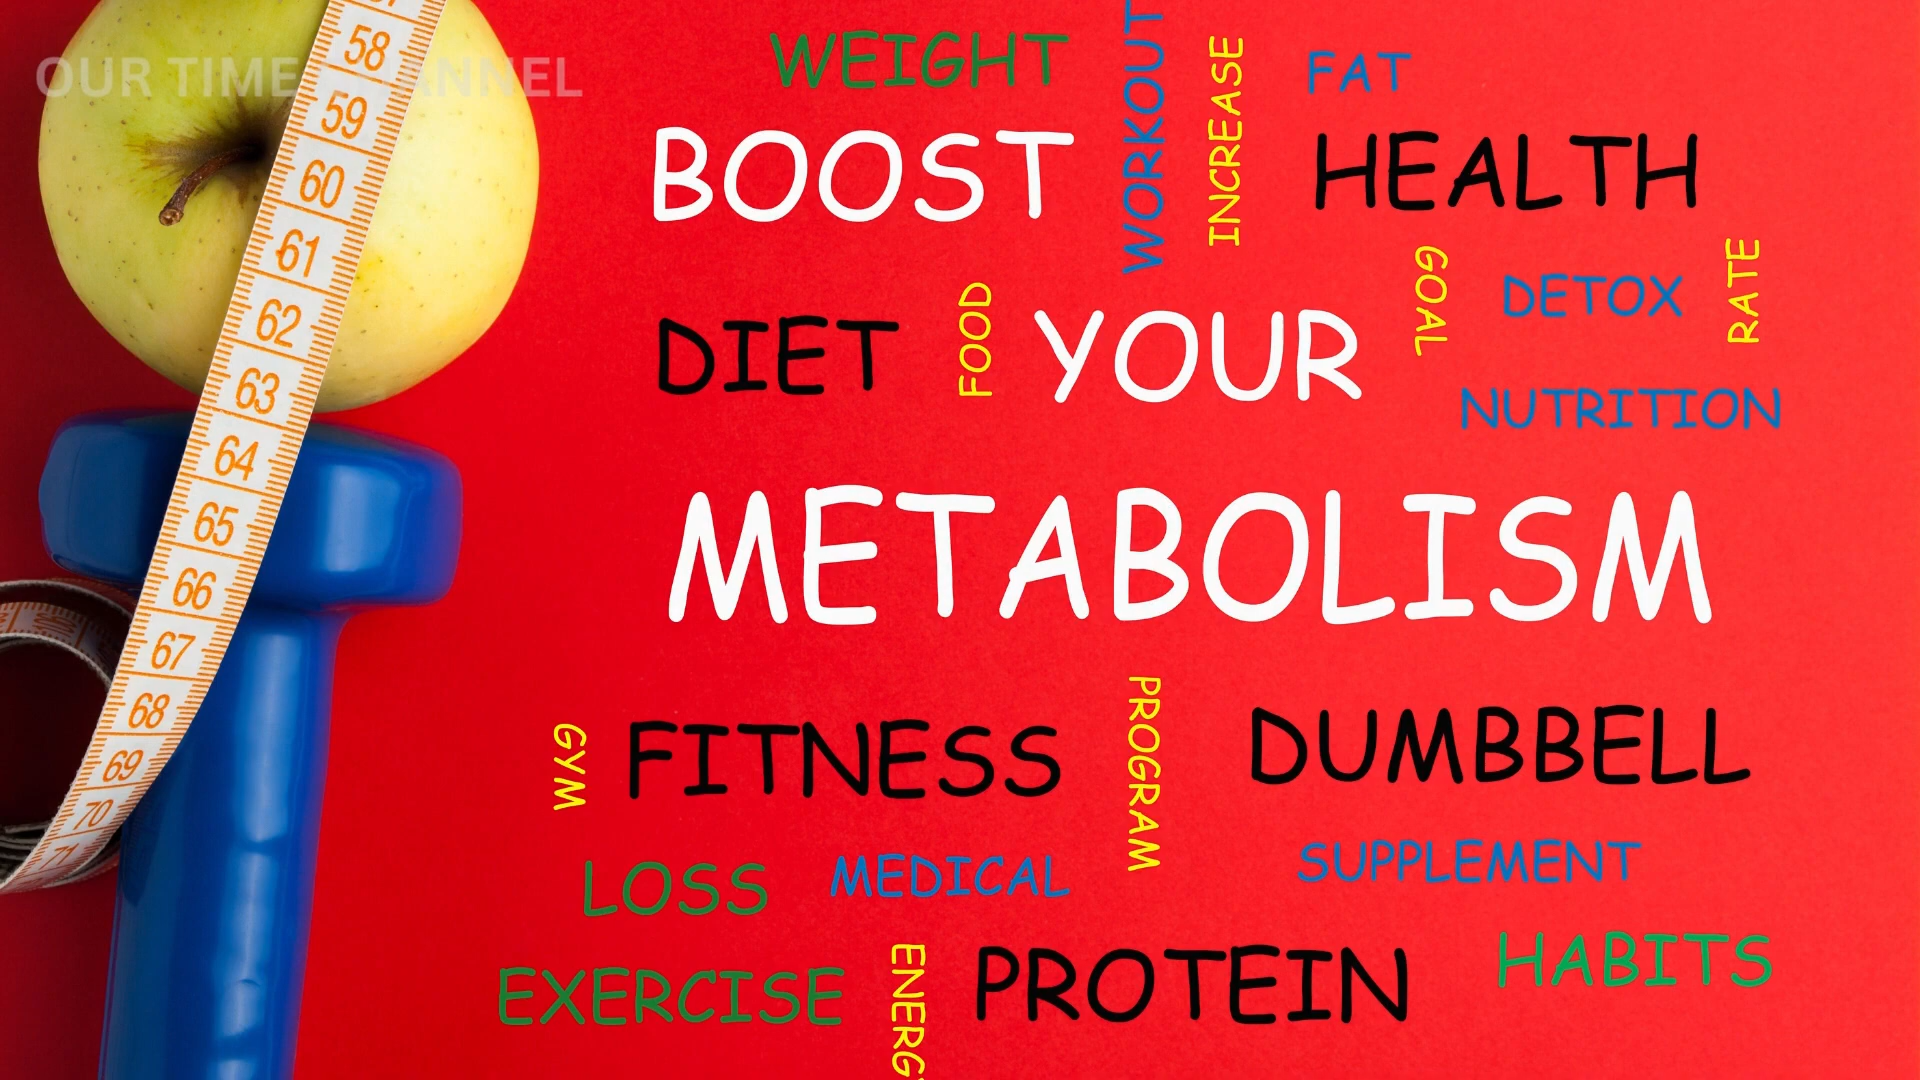 OUR TIME CHANNEL
WEIGHT
WORKOUT
INCREASE
FAT
BOOST
HEALTH
GOAL
DETOX
RATE
DIET
FOOD
YOUR
NUTRITION
METABOLISM
GYM
FITNESS
PROGRAM
DUMBBELL
LOSS
MEDICAL
SUPPLEMENT
EXERCISE
ENERG
PROTEIN
HABITS
58
59
60
61
62
63
64
65
66
67
68
69
70
71